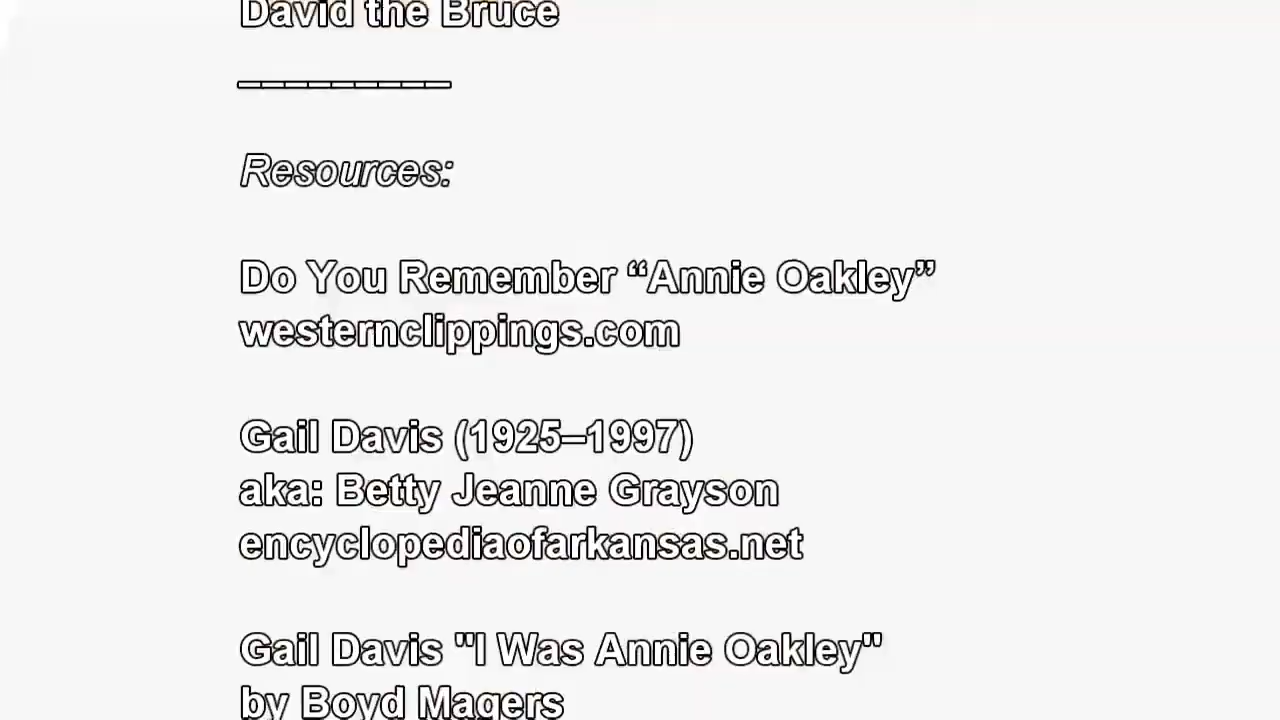 David the Bruce
_________
Resources:
Do You Remember “Annie Oakley”
westernclippings.com
Gail Davis (1925–1997)
aka: Betty Jeanne Grayson
encyclopediaofarkansas.net
Gail Davis "I Was Annie Oakley"
by Boyd Magers